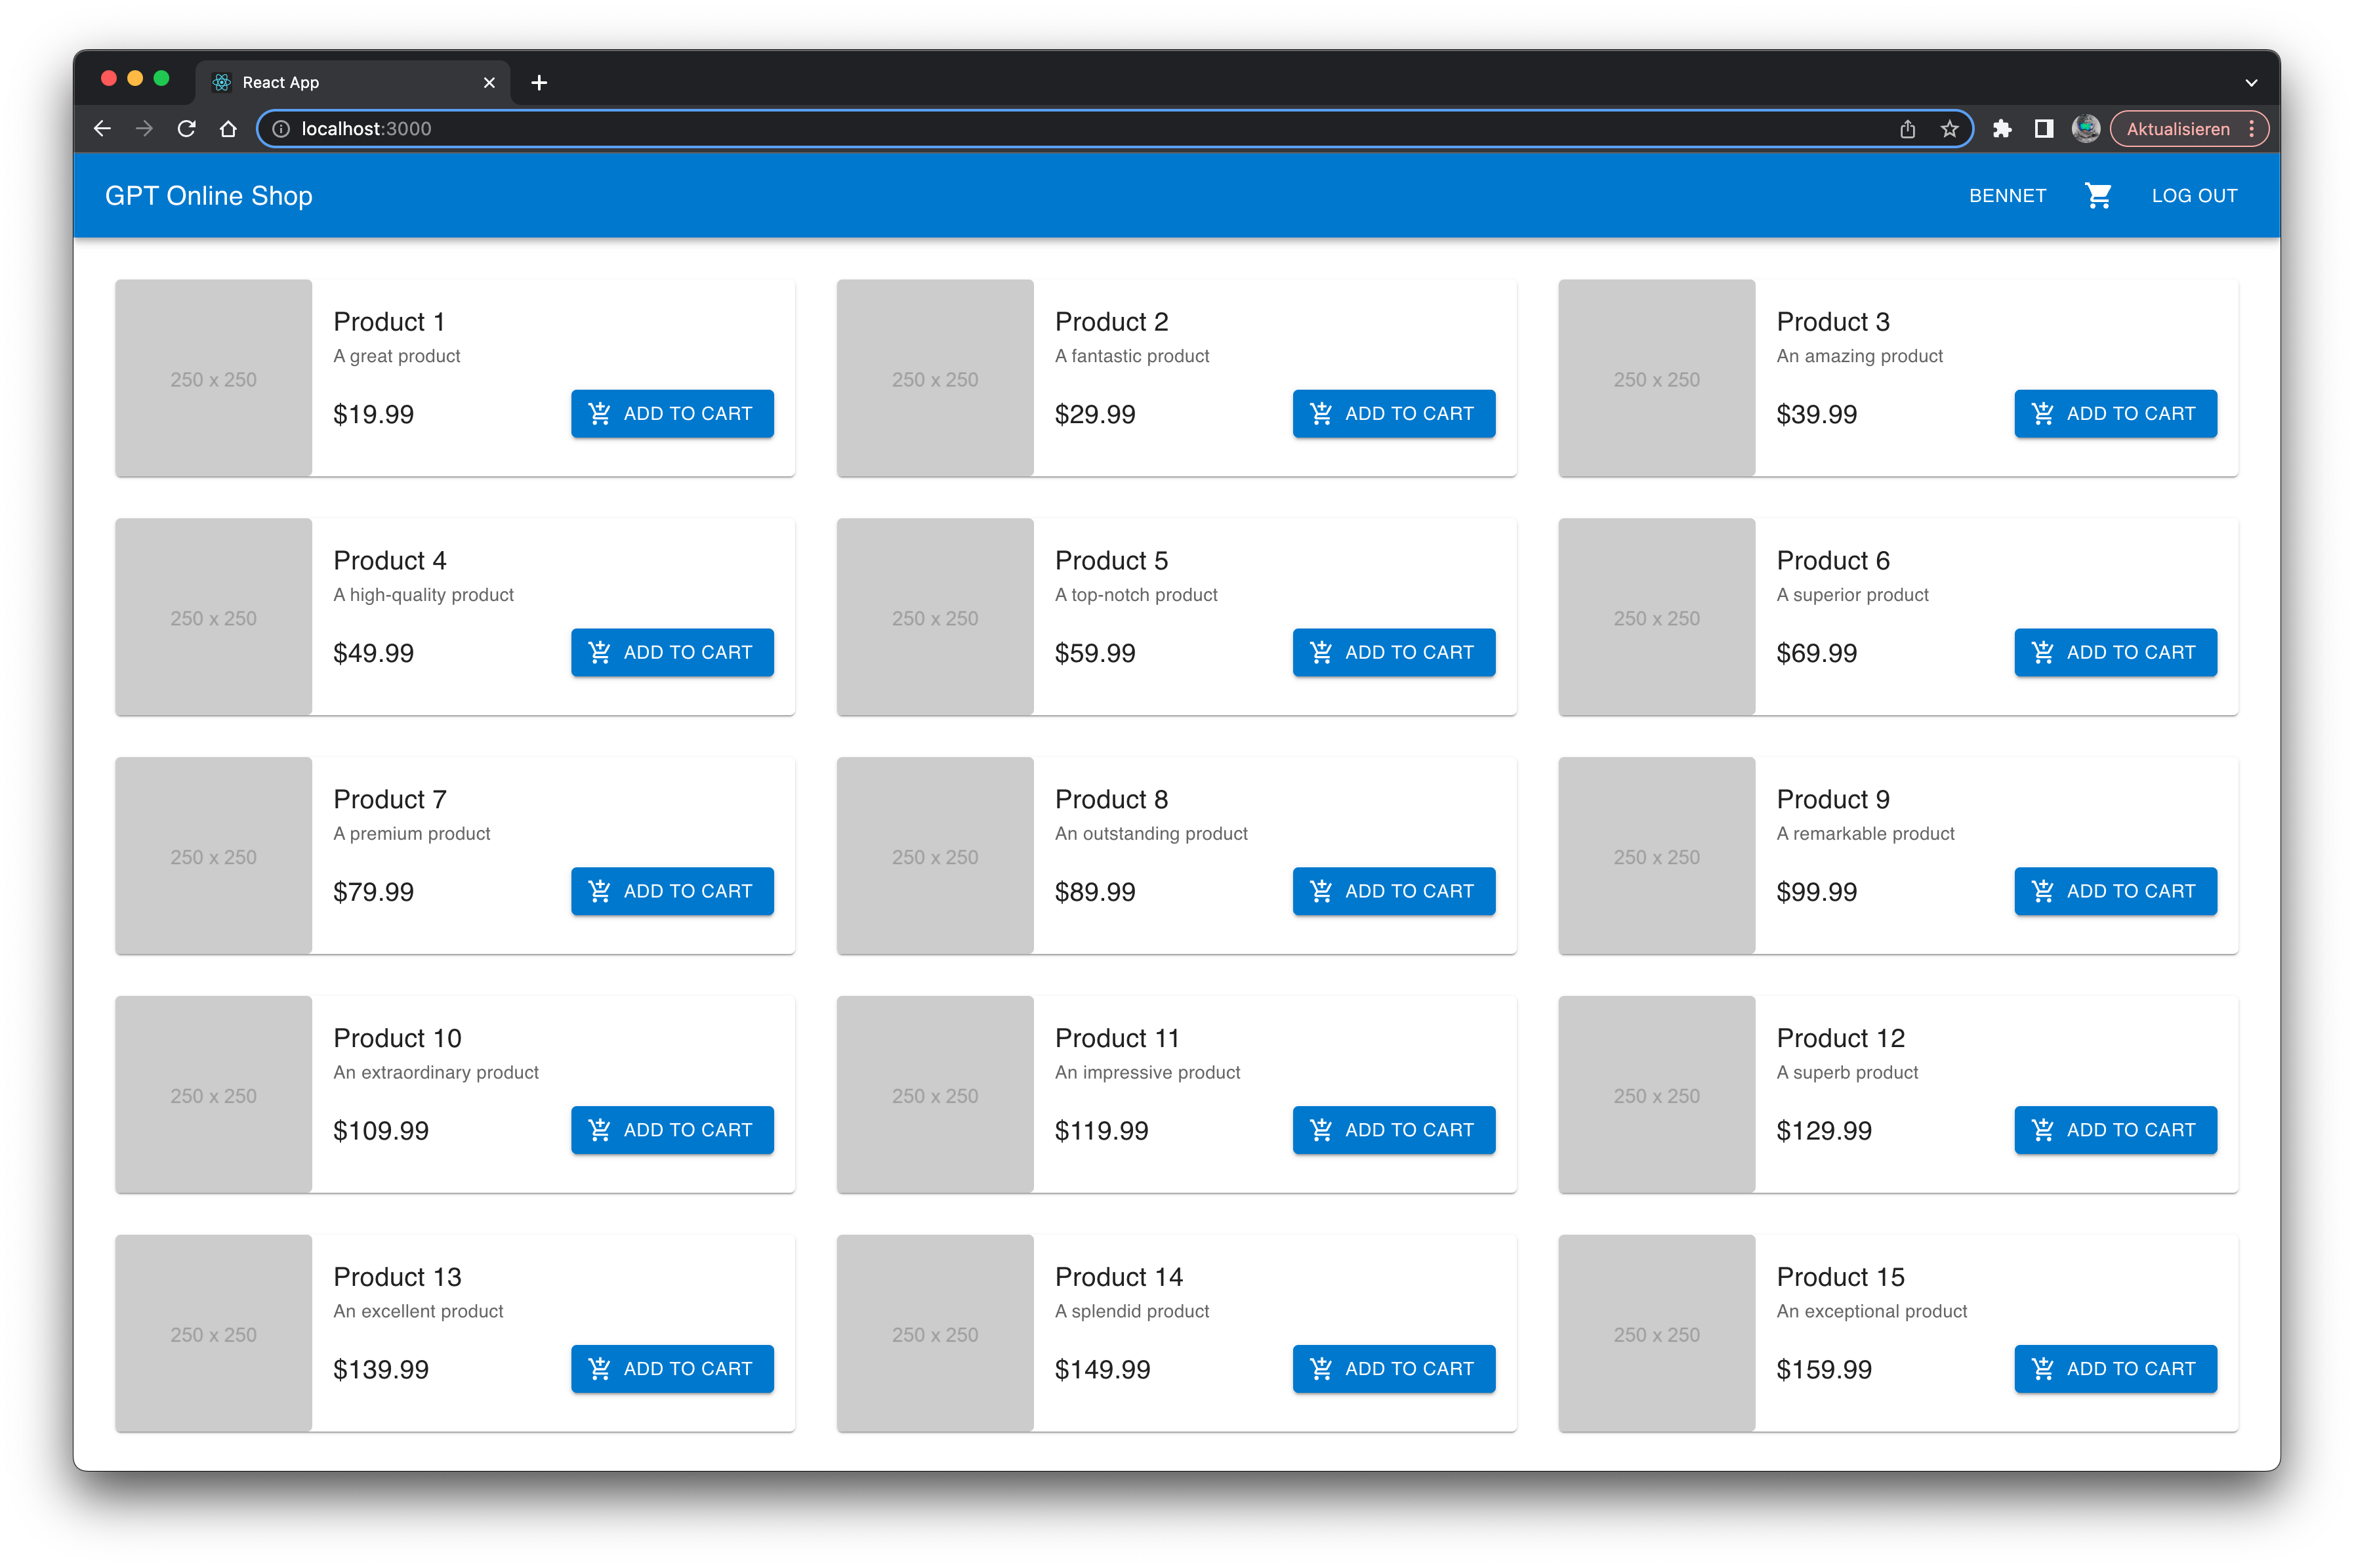 React App
localhost:3000
Aktualisieren
GPT Online Shop
BENNET
LOG OUT
250 x 250
Product 1
A great product
$19.99
ADD TO CART
250 x 250
Product 2
A fantastic product
$29.99
ADD TO CART
250 x 250
Product 3
An amazing product
$39.99
ADD TO CART
250 x 250
Product 4
A high-quality product
$49.99
ADD TO CART
250 x 250
Product 5
A top-notch product
$59.99
ADD TO CART
250 x 250
Product 6
A superior product
$69.99
ADD TO CART
250 x 250
Product 7
A premium product
$79.99
ADD TO CART
250 x 250
Product 8
An outstanding product
$89.99
ADD TO CART
250 x 250
Product 9
A remarkable product
$99.99
ADD TO CART
250 x 250
Product 10
An extraordinary product
$109.99
ADD TO CART
250 x 250
Product 11
An impressive product
$119.99
ADD TO CART
250 x 250
Product 12
A superb product
$129.99
ADD TO CART
250 x 250
Product 13
An excellent product
$139.99
ADD TO CART
250 x 250
Product 14
A splendid product
$149.99
ADD TO CART
250 x 250
Product 15
An exceptional product
$159.99
ADD TO CART